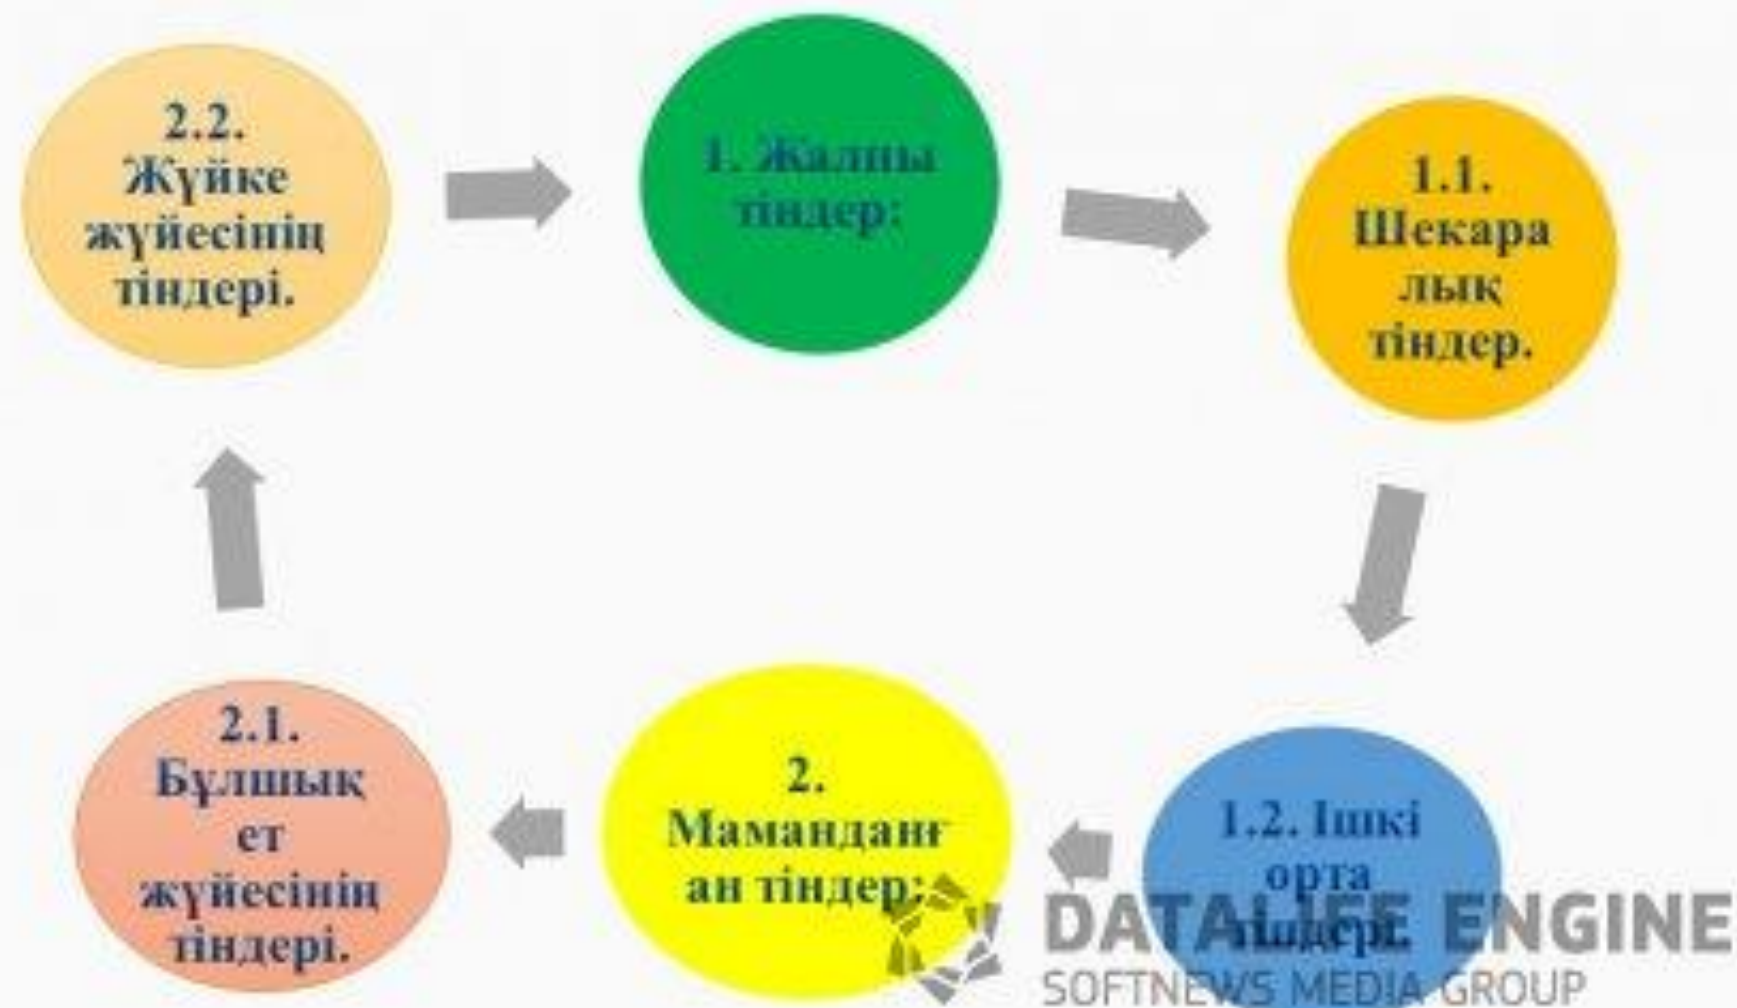 1. Жалпы
тіндер:
1.1.
Шекара
лық
тіндер.
1.2. Ішкі
орта
тіндері.
2.
Маманданғ
ан тіндер:
2.1.
Бұлшық
ет
жүйесінің
тіндері.
2.2.
Жүйке
жүйесінің
тіндері.
DATALIFE ENGINE
SOFTNEWS MEDIA GROUP